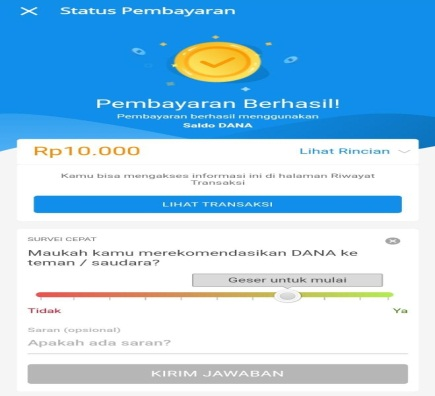 Status Pembayaran
Pembayaran Berhasil!
Pembayaran berhasil menggunakan
Saldo DANA
Rp10.000
Lihat Rincian
Kamu bisa mengakses informasi ini di halaman Riwayat
Transaksi
LIHAT TRANSAKSI
SURVEI CEPAT
Maukah kamu merekomendasikan DANA ke
teman / saudara?
Geser untuk mulai
Tidak
Ya
Saran (opsional)
Apakah ada saran?
KIRIM JAWABAN